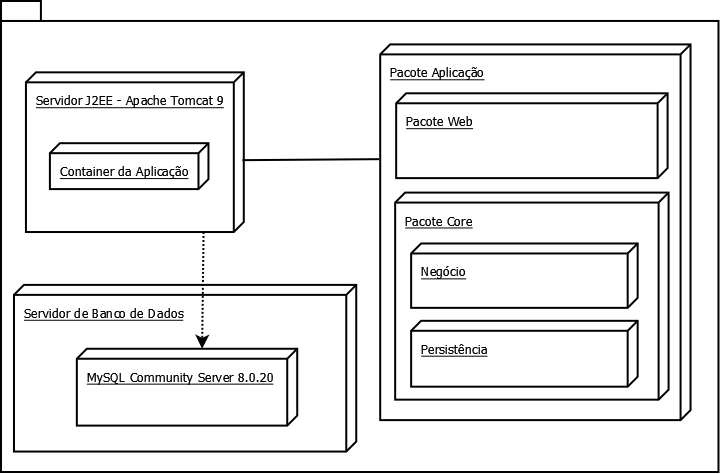 Servidor J2EE - Apache Tomcat 9
Container da Aplicação
Servidor de Banco de Dados
MySQL Community Server 8.0.20
Pacote Aplicação
Pacote Web
Pacote Core
Negócio
Persistência